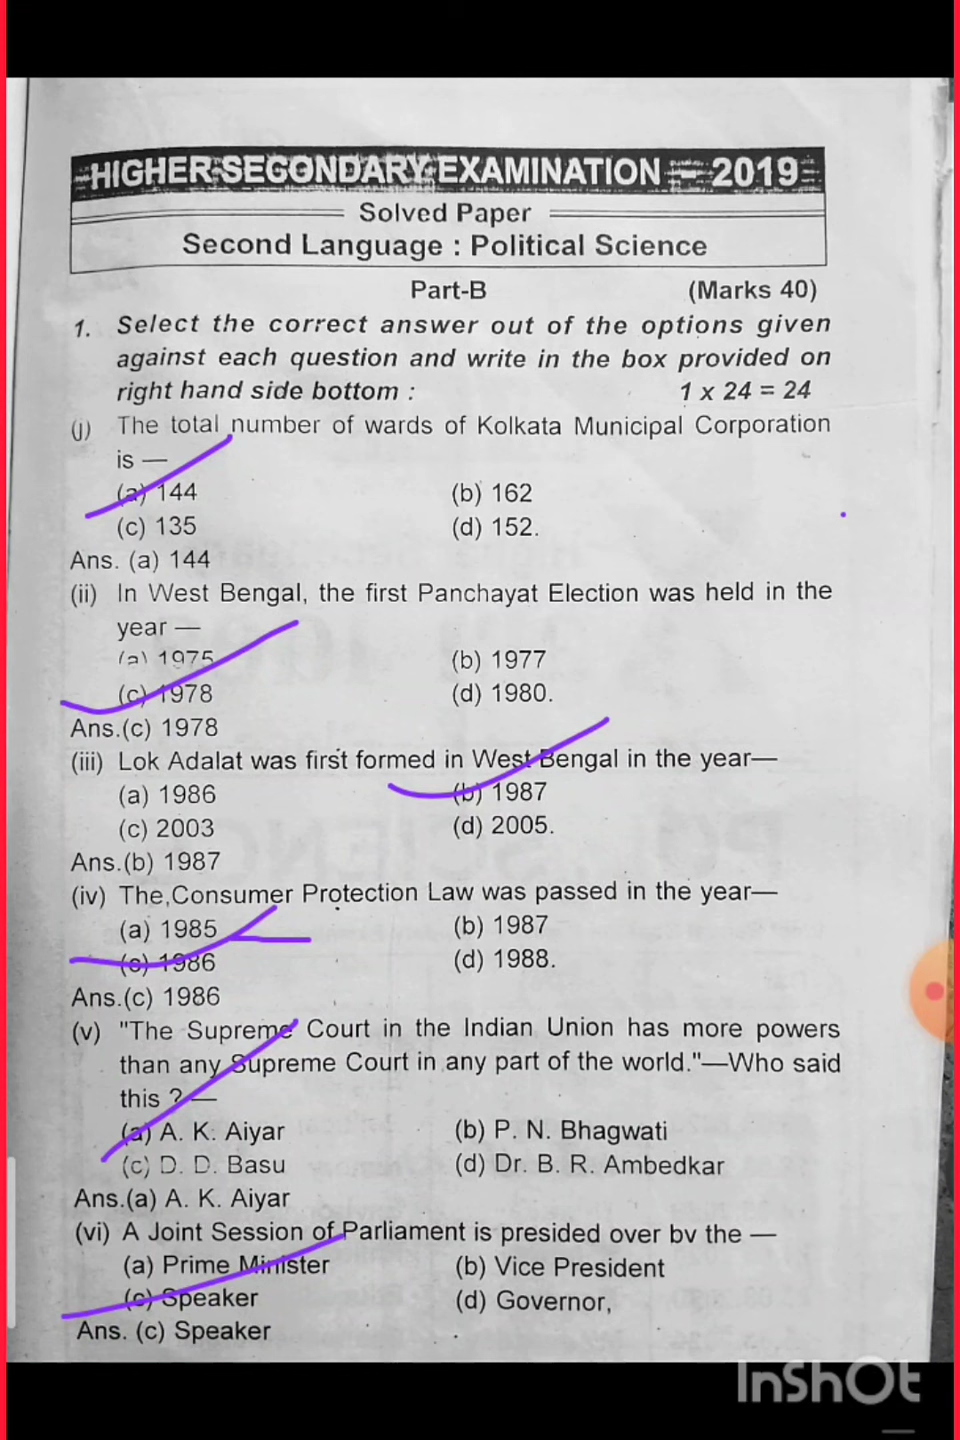 HIGHER SECONDARY EXAMINATION - 2019
Solved Paper
Second Language : Political Science
Part-B (Marks 40)
1. Select the correct answer out of the options given
against each question and write in the box provided on
right hand side bottom : 1 x 24 = 24
(j) The total number of wards of Kolkata Municipal Corporation
is —
(a) 144 (b) 162
(c) 135 (d) 152.
Ans. (a) 144
(ii) In West Bengal, the first Panchayat Election was held in the
year —
(a) 1975 (b) 1977
(c) 1978 (d) 1980.
Ans.(c) 1978
(iii) Lok Adalat was first formed in West Bengal in the year—
(a) 1986 (b) 1987
(c) 2003 (d) 2005.
Ans.(b) 1987
(iv) The,Consumer Protection Law was passed in the year—
(a) 1985 (b) 1987
(c) 1986 (d) 1988.
Ans.(c) 1986
(v) "The Supreme Court in the Indian Union has more powers
than any Supreme Court in any part of the world."—Who said
this ? —
(a) A. K. Aiyar (b) P. N. Bhagwati
(c) D. D. Basu (d) Dr. B. R. Ambedkar
Ans.(a) A. K. Aiyar
(vi) A Joint Session of Parliament is presided over by the —
(a) Prime Minister (b) Vice President
(c) Speaker (d) Governor,
Ans. (c) Speaker
InShOt